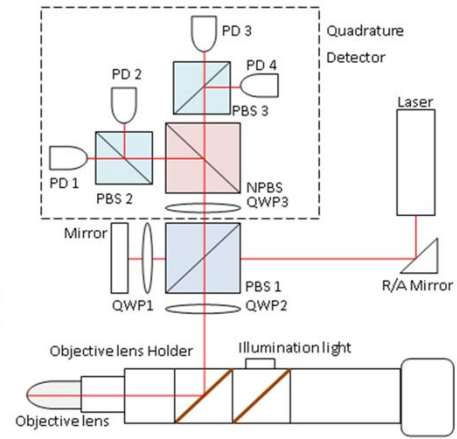 PD 3
Quadrature
Detector
PD 2
PD 4
Laser
PBS 3
PD 1
PBS 2
NPBS
QWP3
Mirror
PBS 1
R/A Mirror
QWP1
QWP2
Objective lens Holder
Illumination light
Objective lens